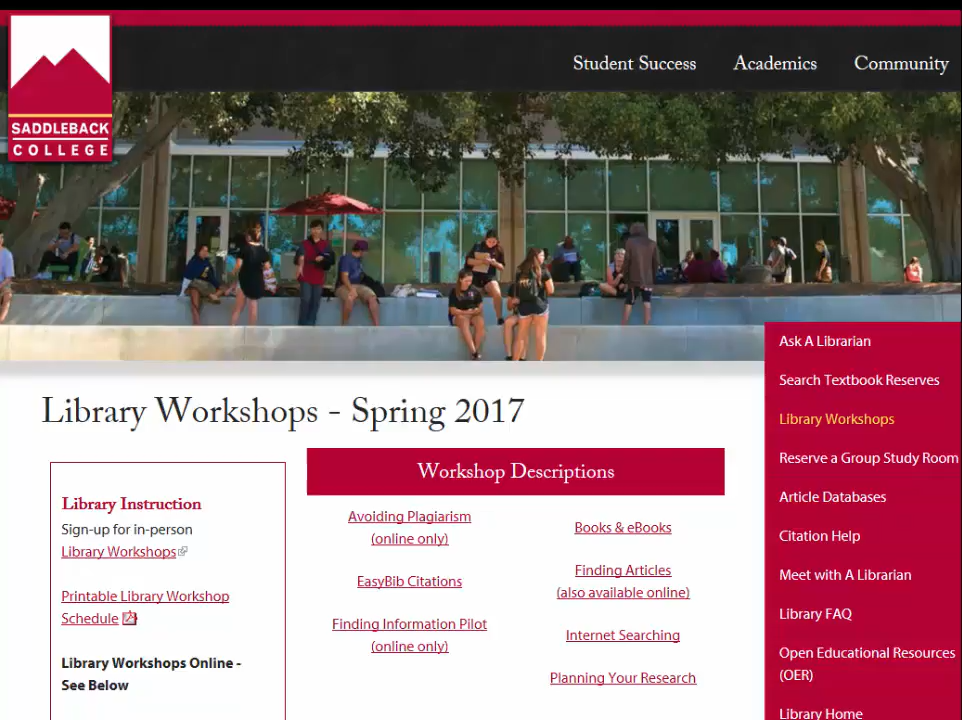 SADDLEBACK
COLLEGE
Student Success
Academics
Community
Library Workshops - Spring 2017
Library Instruction
Sign-up for in-person
Library Workshops
Printable Library Workshop
Schedule
Library Workshops Online -
See Below
Workshop Descriptions
Avoiding Plagiarism
(online only)
EasyBib Citations
Finding Information Pilot
(online only)
Books & eBooks
Finding Articles
(also available online)
Internet Searching
Planning Your Research
Ask A Librarian
Search Textbook Reserves
Library Workshops
Reserve a Group Study Room
Article Databases
Citation Help
Meet with A Librarian
Library FAQ
Open Educational Resources
(OER)
Library Home